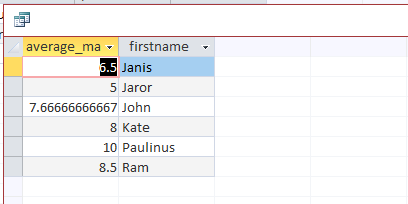 average_ma firstname
6.5 Janis
5 Jaror
7.66666666667 John
8 Kate
10 Paulinus
8.5 Ram